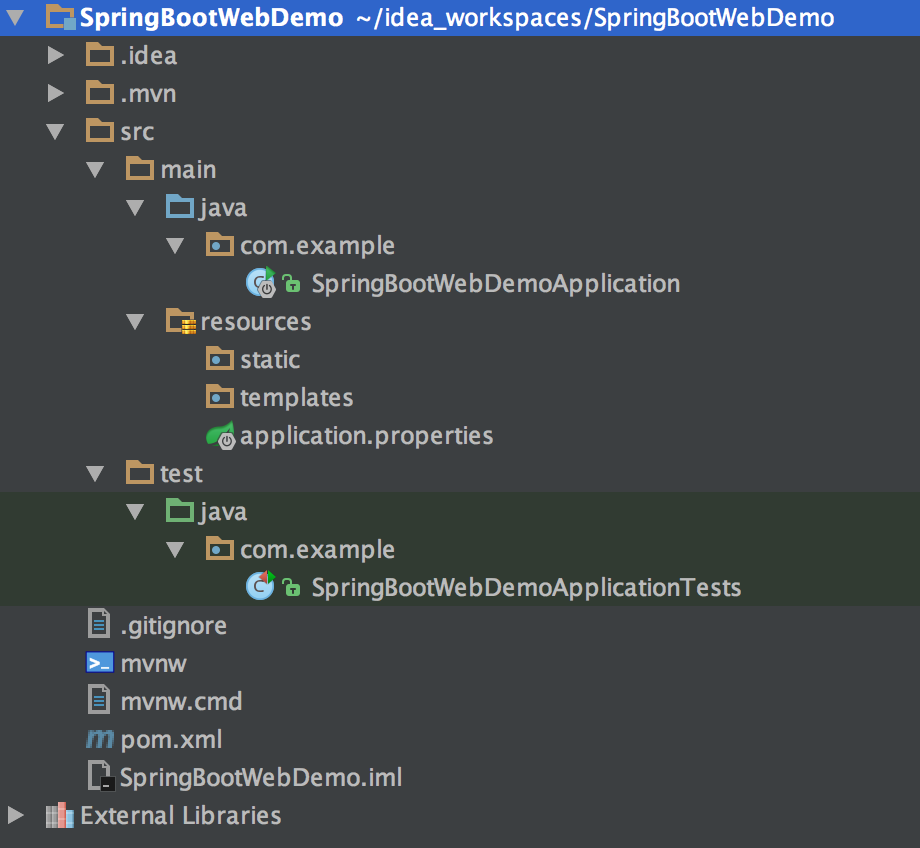 SpringBootWebDemo ~/idea_workspaces/SpringBootWebDemo
.idea
.mvn
src
main
java
com.example
SpringBootWebDemoApplication
resources
static
templates
application.properties
test
java
com.example
SpringBootWebDemoApplicationTests
.gitignore
mvnw
mvnw.cmd
pom.xml
SpringBootWebDemo.iml
External Libraries